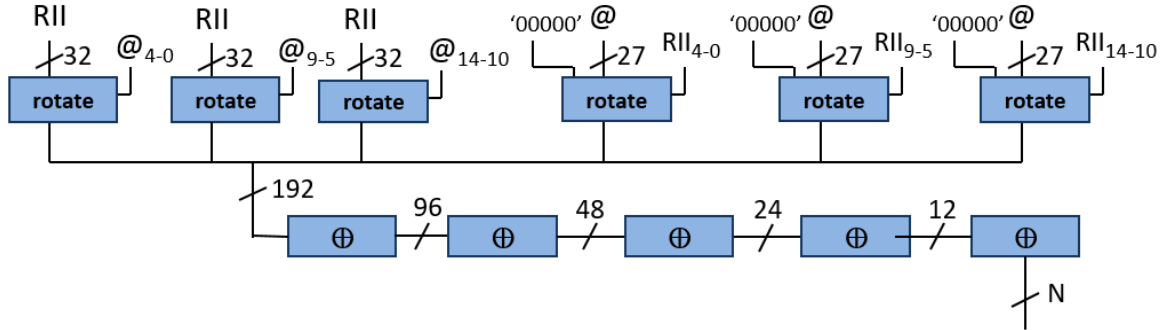 RII RII RII '00000' @ '00000' @ '00000' @
32 @4-0 32 @9-5 32 @14-10 27 RII4-0 27 RII9-5 27 RII14-10
rotate rotate rotate rotate rotate rotate
192
96 48 24 12
⊕ ⊕ ⊕ ⊕ ⊕
N